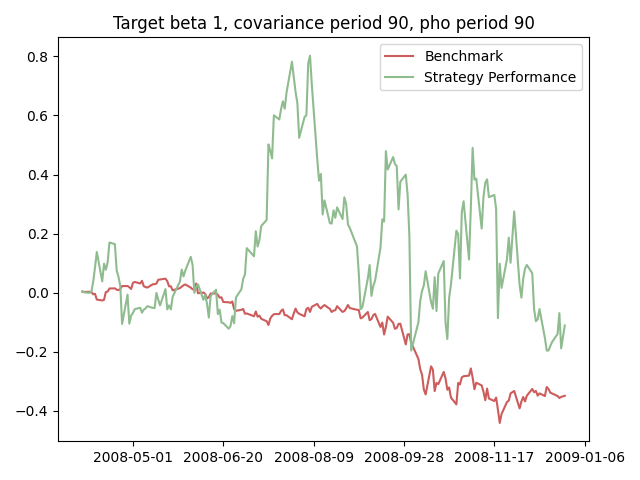 Target beta 1, covariance period 90, pho period 90
Benchmark
Strategy Performance
0.8
0.6
0.4
0.2
0.0
−0.2
−0.4
2008-05-01 2008-06-20 2008-08-09 2008-09-28 2008-11-17 2009-01-06